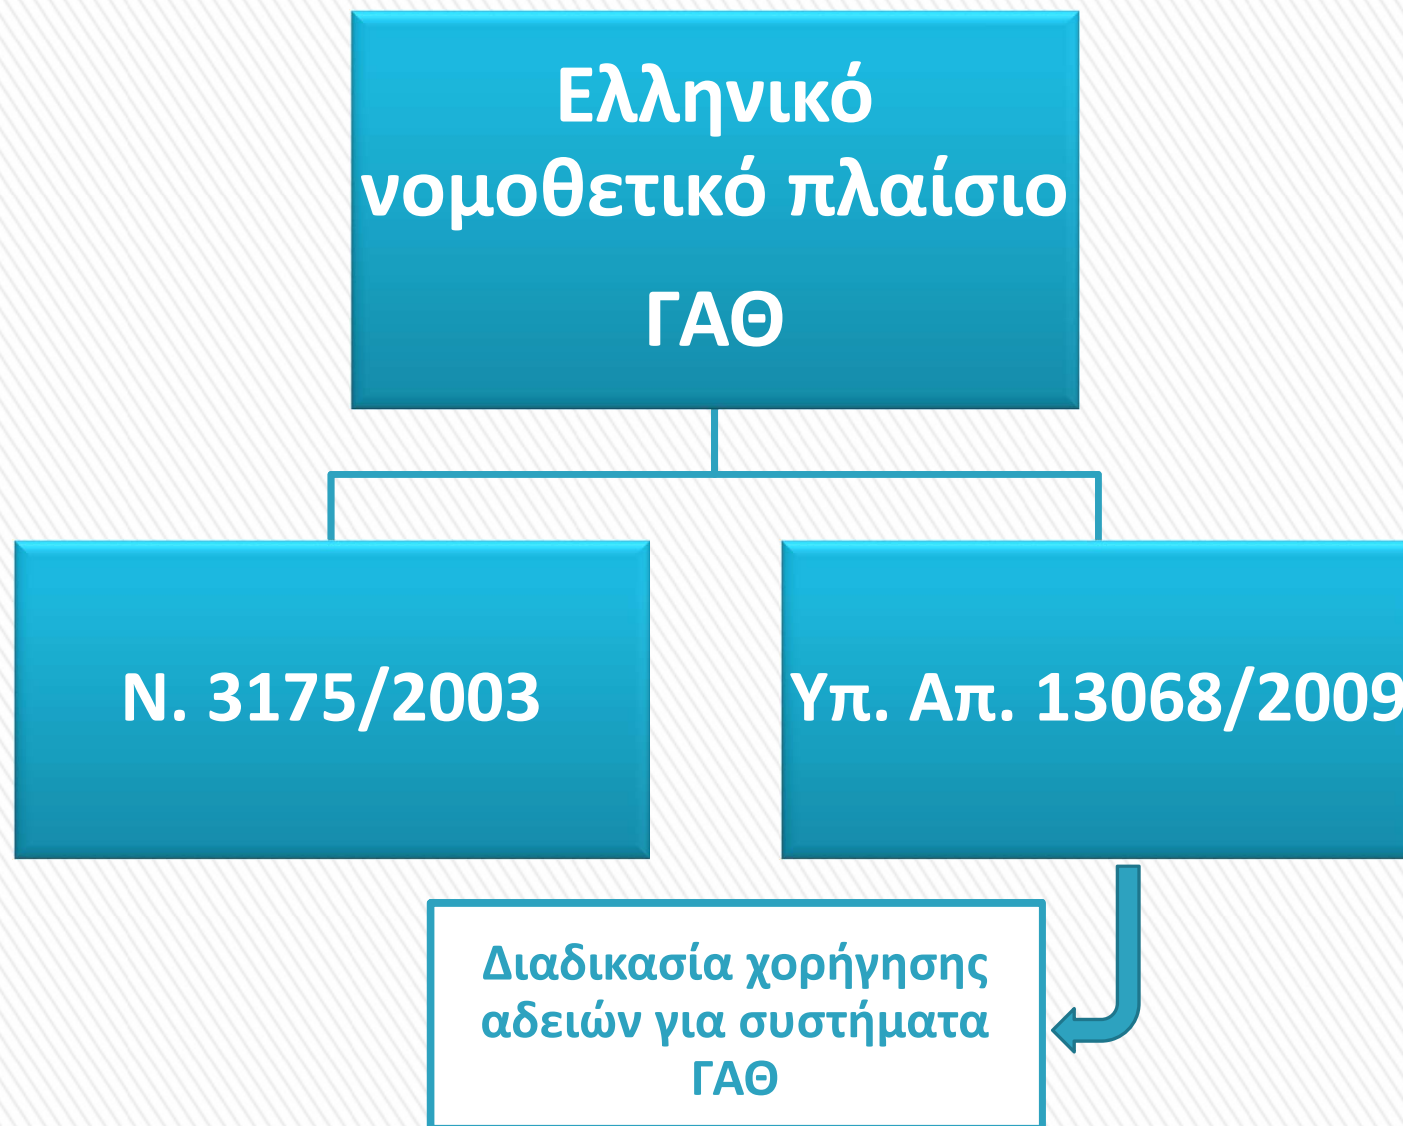 Ελληνικό
νομοθετικό πλαίσιο
ΓΑΘ
Ν. 3175/2003
Υπ. Απ. 13068/2009
Διαδικασία χορήγησης
αδειών για συστήματα
ΓΑΘ